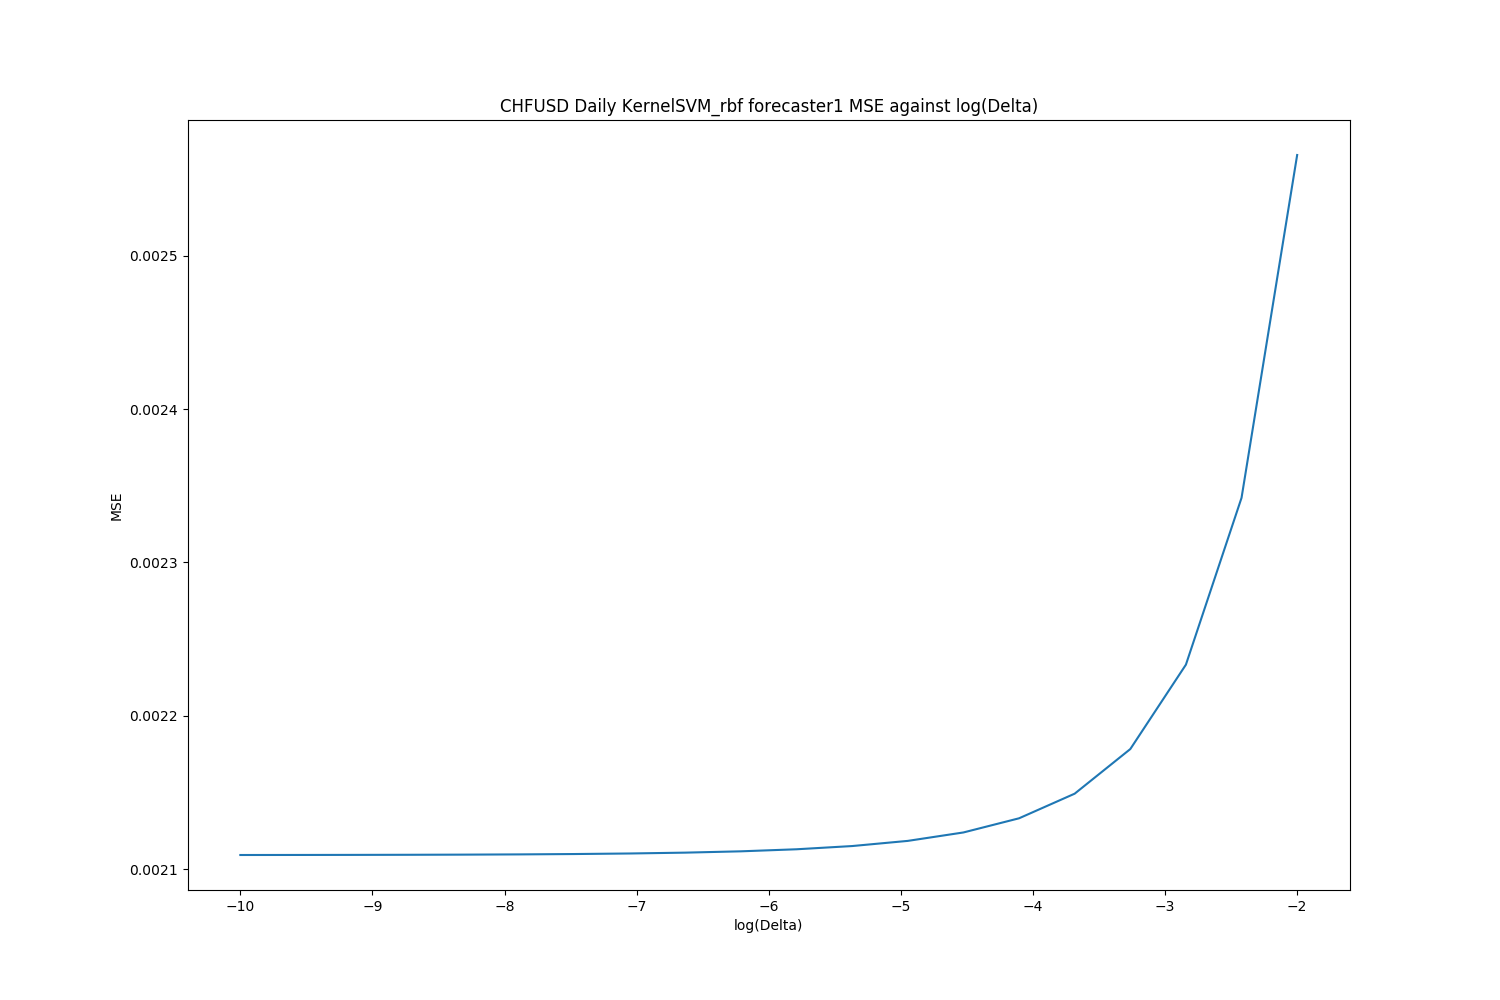 CHFUSD Daily KernelSVM_rbf forecaster1 MSE against log(Delta)
0.0025
0.0024
MSE
0.0023
0.0022
0.0021
−10 −9 −8 −7 −6 −5 −4 −3 −2
log(Delta)